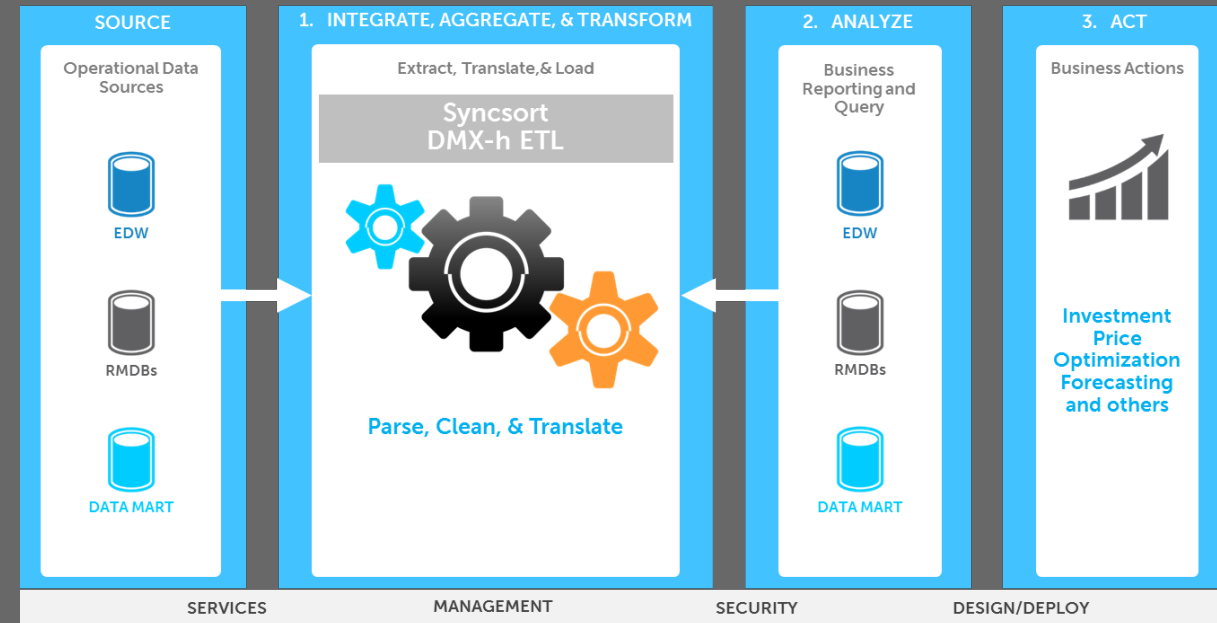 SOURCE
Operational Data
Sources
EDW
RMDBs
DATA MART
1. INTEGRATE, AGGREGATE, & TRANSFORM
Extract, Translate,& Load
Syncsort
DMX-h ETL
Parse, Clean, & Translate
2. ANALYZE
Business
Reporting and
Query
EDW
RMDBs
DATA MART
3. ACT
Business Actions
Investment
Price
Optimization
Forecasting
and others
SERVICES
MANAGEMENT
SECURITY
DESIGN/DEPLOY